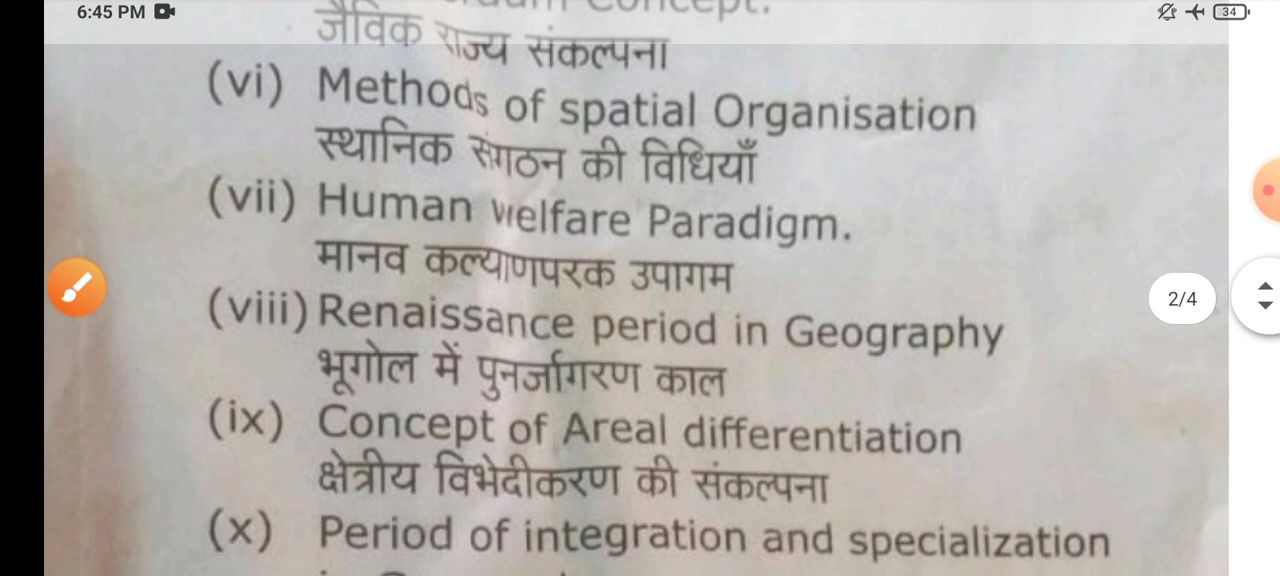 6:45 PM
34
Concept.
जैविक राज्य संकल्पना
(vi) Methods of spatial Organisation
स्थानिक संगठन की विधियाँ
(vii) Human welfare Paradigm.
मानव कल्याणपरक उपागम
2/4
(viii) Renaissance period in Geography
भूगोल में पुनर्जागरण काल
(ix) Concept of Areal differentiation
क्षेत्रीय विभेदीकरण की संकल्पना
(x) Period of integration and specialization